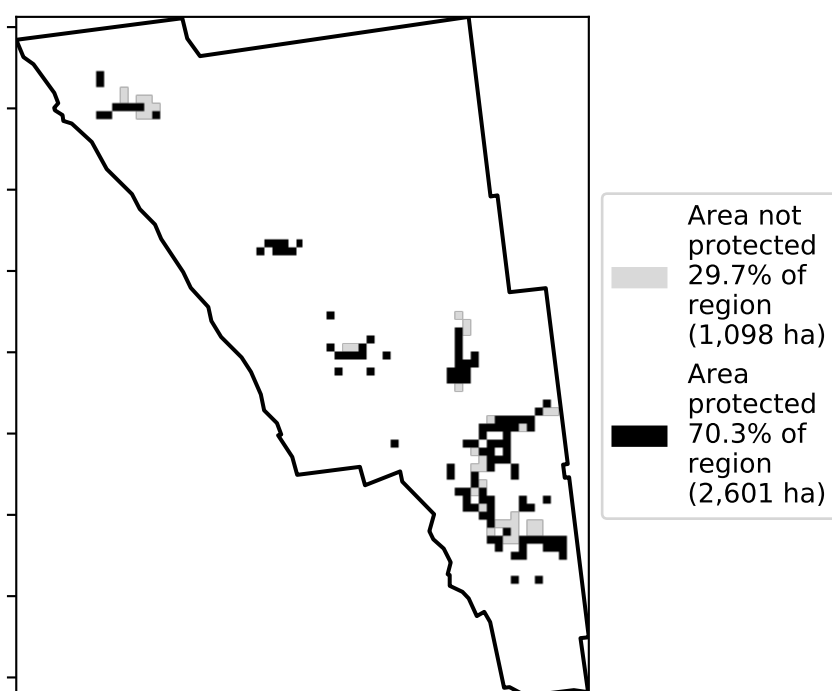 Area not
protected
29.7% of
region
(1,098 ha)
Area
protected
70.3% of
region
(2,601 ha)